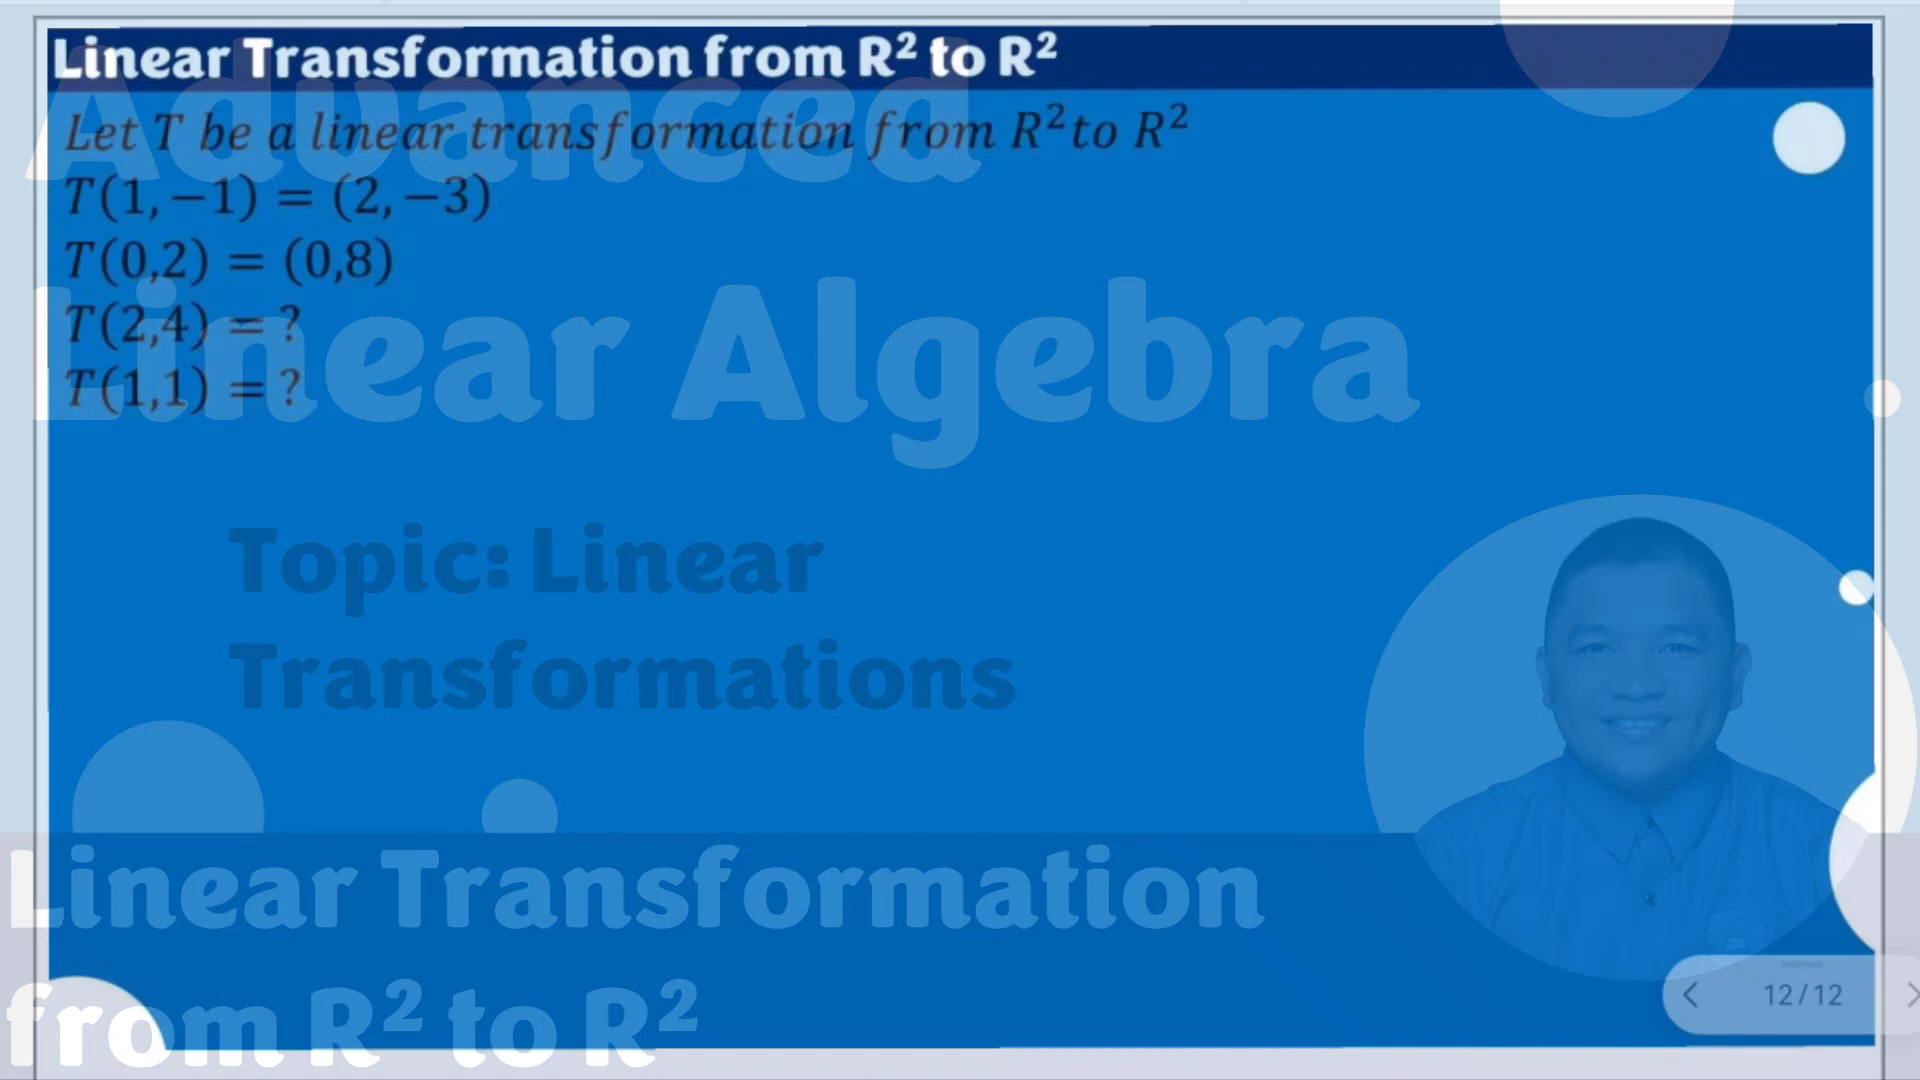 Linear Transformation from R² to R²
Advanced
Let T be a linear transformation from R² to R²
T(1,−1) = (2,−3)
T(0,2) = (0,8)
T(2,4) = ?
T(1,1) = ?
Linear Algebra
Topic: Linear
Transformations
Linear Transformation
from R² to R²
12/12